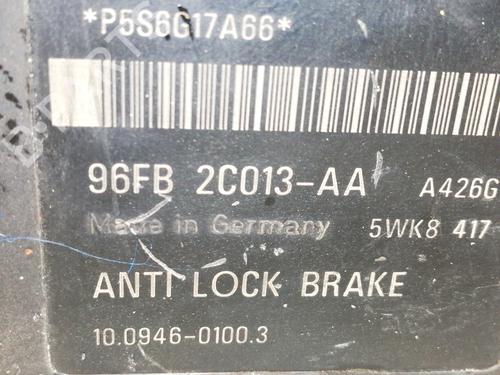 *P5S6G17A66*
96FB 2C013-AA A426G
Made in Germany 5WK8 417
ANTI LOCK BRAKE
10.0946-0100.3